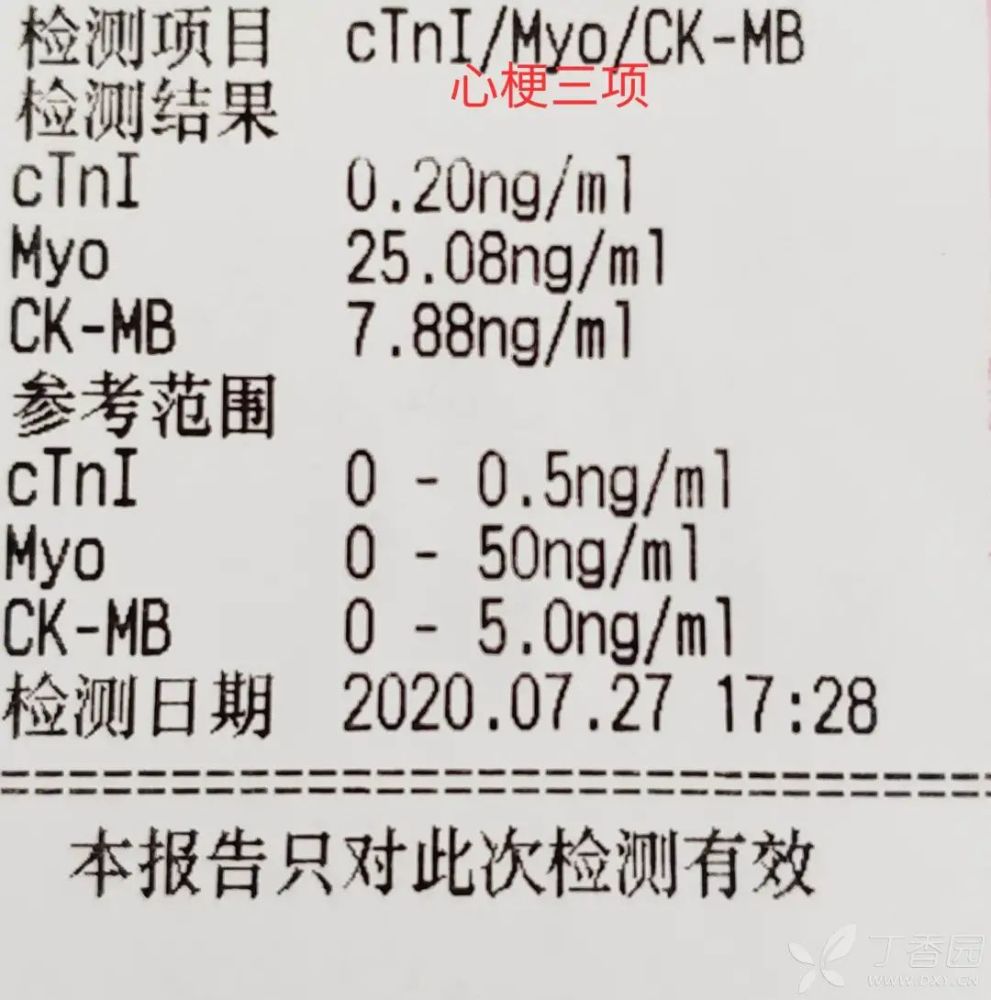 检测项目 cTnI/Myo/CK-MB
心梗三项
检测结果
cTnI 0.20ng/ml
Myo 25.08ng/ml
CK-MB 7.88ng/ml
参考范围
cTnI 0 - 0.5ng/ml
Myo 0 - 50ng/ml
CK-MB 0 - 5.0ng/ml
检测日期 2020.07.27 17:28
本报告只对此次检测有效
丁香园
WWW.DXY.CN